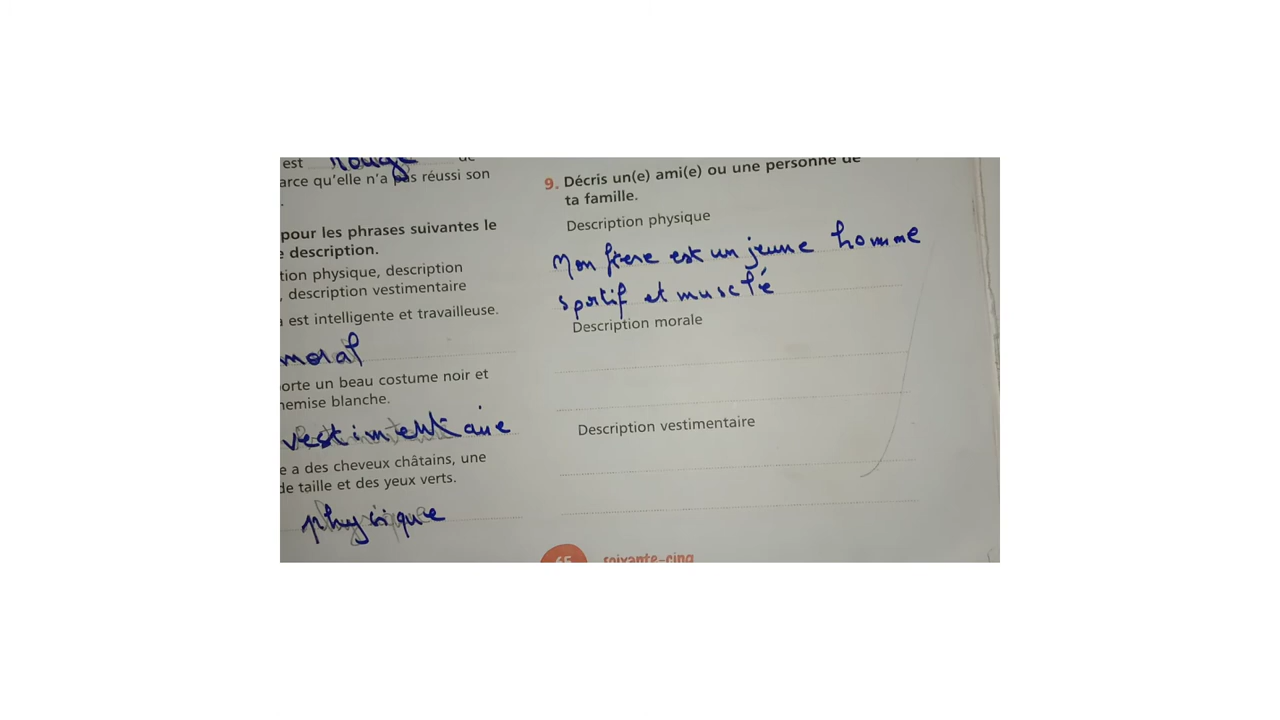 est rouge de
arce qu'elle n'a pas réussi son
.
pour les phrases suivantes le
e description.
tion physique, description
, description vestimentaire
a est intelligente et travailleuse.
moral
orte un beau costume noir et
hemise blanche.
vestimentaire
e a des cheveux châtains, une
de taille et des yeux verts.
physique
9. Décris un(e) ami(e) ou une personne de
ta famille.
Description physique
Mon frere est un jeune homme
sportif et musclé
Description morale
Description vestimentaire
65 soixante-cinq